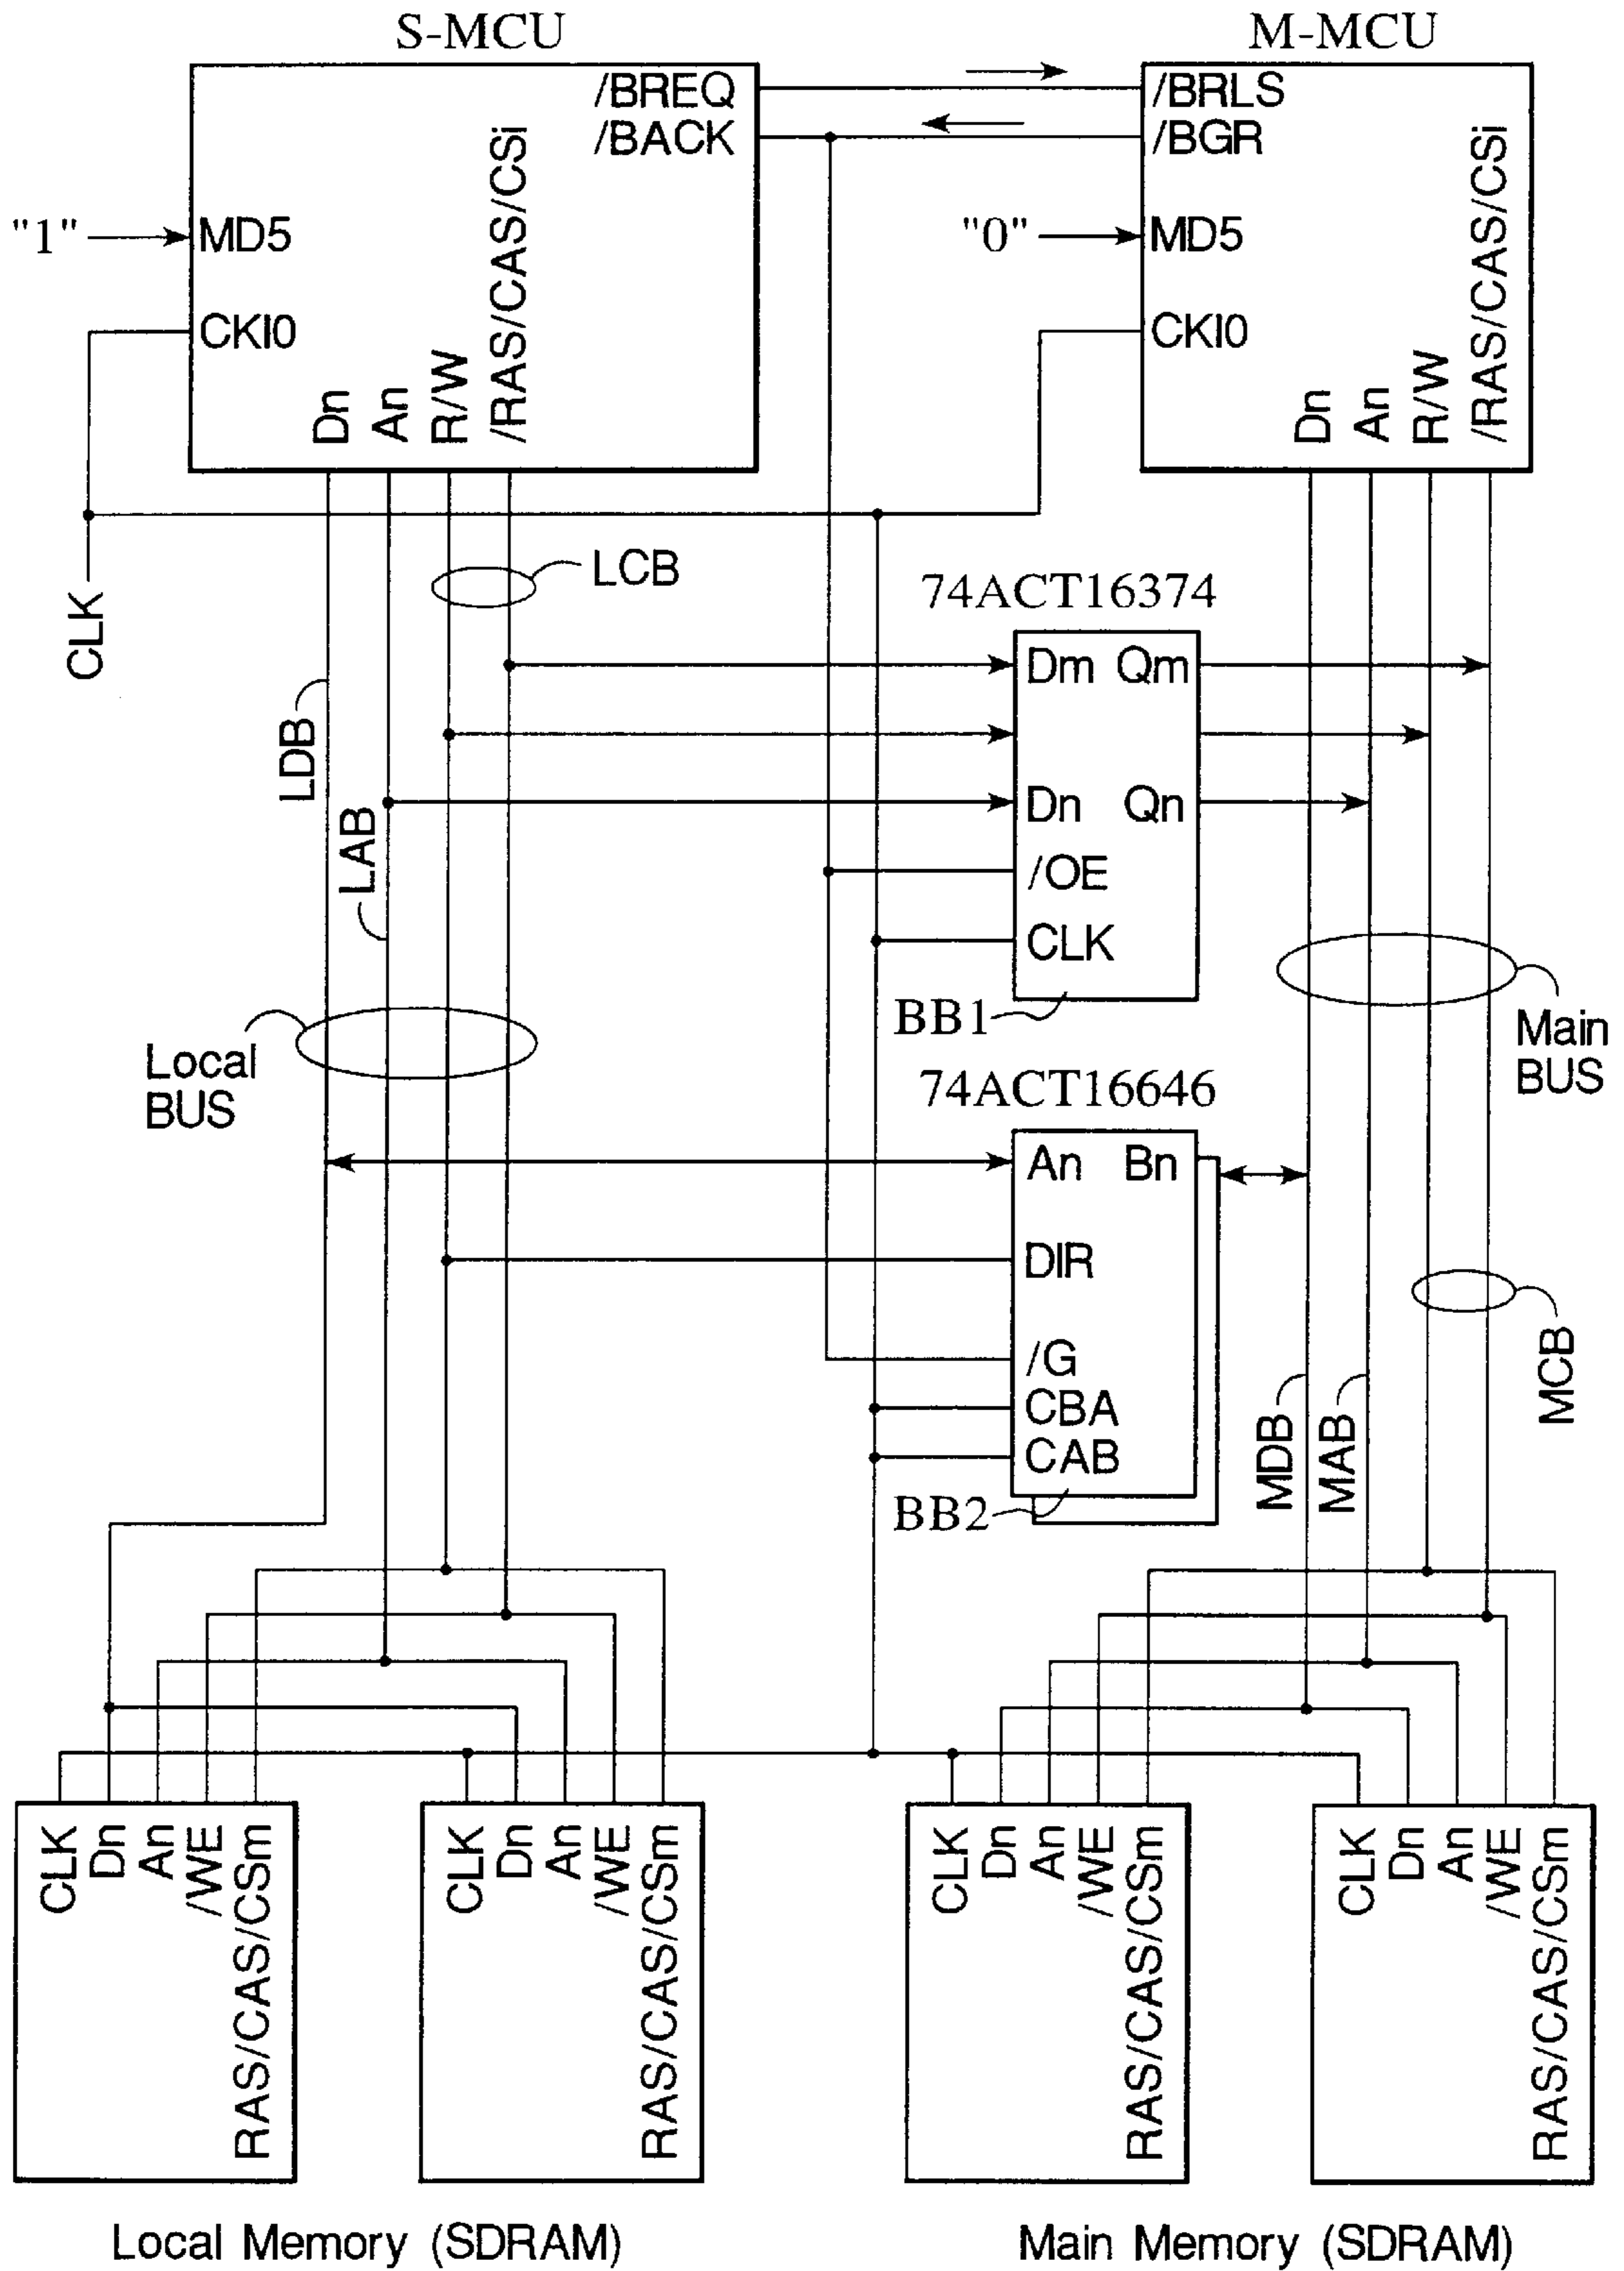 S-MCU
M-MCU
/BREQ
/BACK
/BRLS
/BGR
"1"
MD5
"0"
MD5
CKI0
CKI0
Dn
An
R/W
/RAS/CAS/CSi
Dn
An
R/W
/RAS/CAS/CSi
CLK
LCB
74ACT16374
Dm Qm
Dn Qn
/OE
CLK
BB1
LDB
LAB
Local
BUS
Main
BUS
74ACT16646
An Bn
DIR
/G
CBA
CAB
BB2
MDB
MAB
MCB
CLK
Dn
An
/WE
RAS/CAS/CSm
CLK
Dn
An
/WE
RAS/CAS/CSm
CLK
Dn
An
/WE
RAS/CAS/CSm
CLK
Dn
An
/WE
RAS/CAS/CSm
Local Memory (SDRAM)
Main Memory (SDRAM)